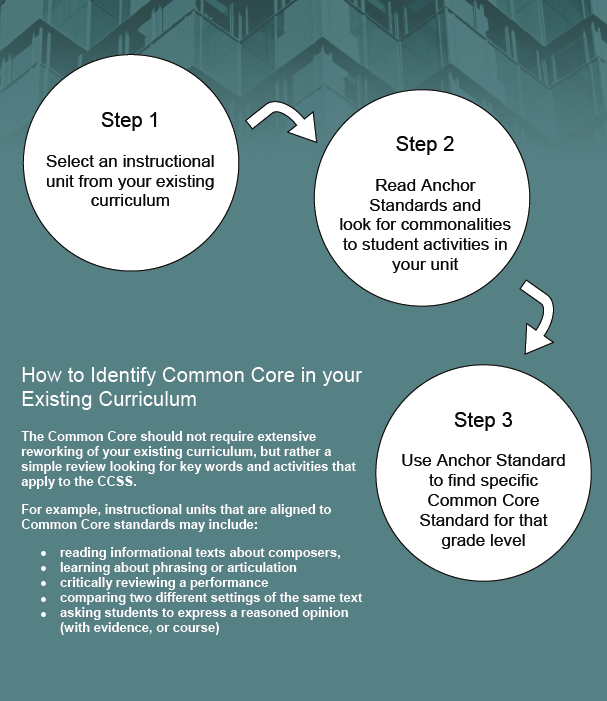 Step 1
Select an instructional
unit from your existing
curriculum
Step 2
Read Anchor
Standards and
look for commonalities
to student activities in
your unit
Step 3
Use Anchor Standard
to find specific
Common Core
Standard for that
grade level
How to Identify Common Core in your
Existing Curriculum
The Common Core should not require extensive
reworking of your existing curriculum, but rather a
simple review looking for key words and activities that
apply to the CCSS.
For example, instructional units that are aligned to
Common Core standards may include:
• reading informational texts about composers,
• learning about phrasing or articulation
• critically reviewing a performance
• comparing two different settings of the same text
• asking students to express a reasoned opinion
(with evidence, or course)